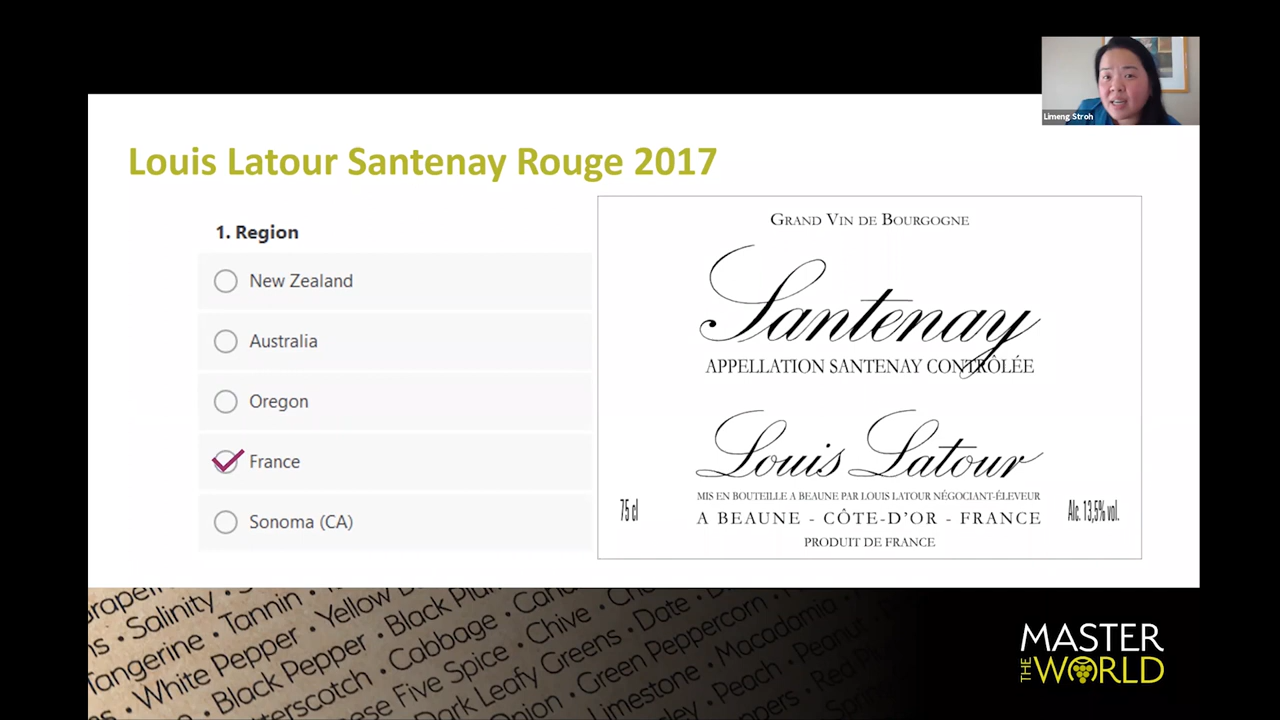 Limeng Stroh
Louis Latour Santenay Rouge 2017
1. Region
New Zealand
Australia
Oregon
France
Sonoma (CA)
GRAND VIN DE BOURGOGNE
Santenay
APPELLATION SANTENAY CONTRÔLÉE
Louis Latour
MIS EN BOUTEILLE A BEAUNE PAR LOUIS LATOUR NÉGOCIANT-ÉLEVEUR
75 cl
A BEAUNE - CÔTE-D'OR - FRANCE
Alc. 13,5% vol.
PRODUIT DE FRANCE
• Salinity •
• Tannin •
Tangerine •
• White Pepper • Yellow
• Black Pepper • Black Plum
Cabbage •
Five Spice • Chive •
Dark Leafy Greens • Date •
Onion • Green Peppercorn •
Limestone • Macadamia •
• Peach • Peanut
MASTER
THE WORLD